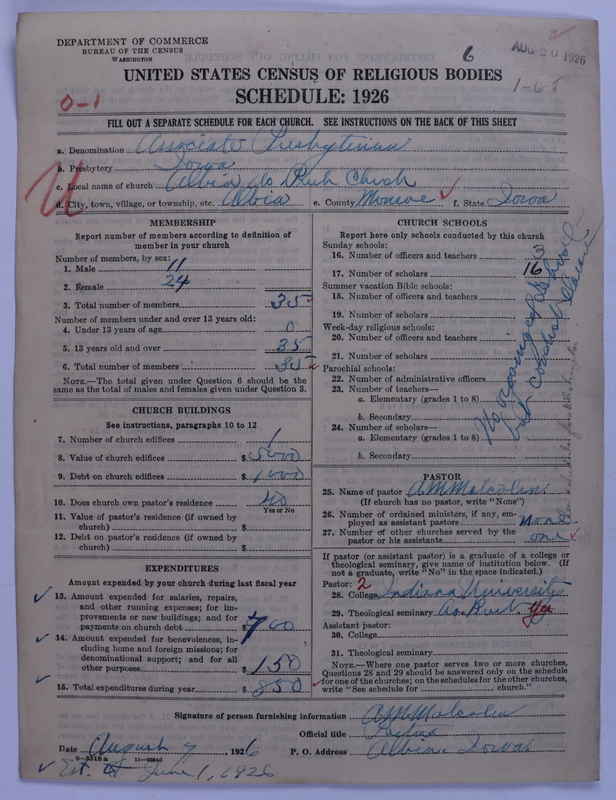 DEPARTMENT OF COMMERCE
BUREAU OF THE CENSUS
WASHINGTON
6
AUG 20 1926
UNITED STATES CENSUS OF RELIGIOUS BODIES
SCHEDULE: 1926
0-1
FILL OUT A SEPARATE SCHEDULE FOR EACH CHURCH. SEE INSTRUCTIONS ON THE BACK OF THIS SHEET
a. Denomination Associate Presbyterian
b. Presbytery Iowa
c. Local name of church Albia As Church
d. City, town, village, or township, etc. Albia e. County Monroe f. State Iowa
MEMBERSHIP
Report number of members according to definition of member in your church
Number of members, by sex:
1. Male 11
2. Female 24
3. Total number of members 35
Number of members under and over 13 years old:
4. Under 13 years of age 0
5. 13 years old and over 35
6. Total number of members 35
NOTE.—The total given under Question 6 should be the same as the total of males and females given under Question 3.
CHURCH BUILDINGS
See instructions, paragraphs 10 to 12
7. Number of church edifices 1
8. Value of church edifices $5000
9. Debt on church edifices $1000
10. Does church own pastor's residence no
Yes or No
11. Value of pastor's residence (if owned by church) $
12. Debt on pastor's residence (if owned by church) $
EXPENDITURES
Amount expended by your church during last fiscal year
13. Amount expended for salaries, repairs, and other running expenses; for improvements or new buildings; and for payments on church debt $700
14. Amount expended for benevolences, including home and foreign missions; for denominational support; and for all other purposes $150
15. Total expenditures during year $850
CHURCH SCHOOLS
Report here only schools conducted by this church
Sunday schools:
16. Number of officers and teachers 3
17. Number of scholars 16
Summer vacation Bible schools:
18. Number of officers and teachers
19. Number of scholars
Week-day religious schools:
20. Number of officers and teachers
21. Number of scholars
Parochial schools:
22. Number of administrative officers
23. Number of teachers—
a. Elementary (grades 1 to 8)
b. Secondary
24. Number of scholars—
a. Elementary (grades 1 to 8)
b. Secondary
PASTOR
25. Name of pastor A M Malcolm
(If church has no pastor, write "None")
26. Number of ordained ministers, if any, employed as assistant pastors none
27. Number of other churches served by the pastor or his assistants one
If pastor (or assistant pastor) is a graduate of a college or theological seminary, give name of institution below. (If not a graduate, write "No" in the space indicated.)
Pastor: 2
28. College Indiana University
29. Theological seminary As. yes
Assistant pastor:
30. College
31. Theological seminary
NOTE.—Where one pastor serves two or more churches, Questions 28 and 29 should be answered only on the schedule for one of the churches; on the schedules for the other churches, write "See schedule for church."
Signature of person furnishing information A M Malcolm
Official title Pastor
Date August 7, 1926 P. O. Address Albia Iowa
8—5518 a
June 1, 1926